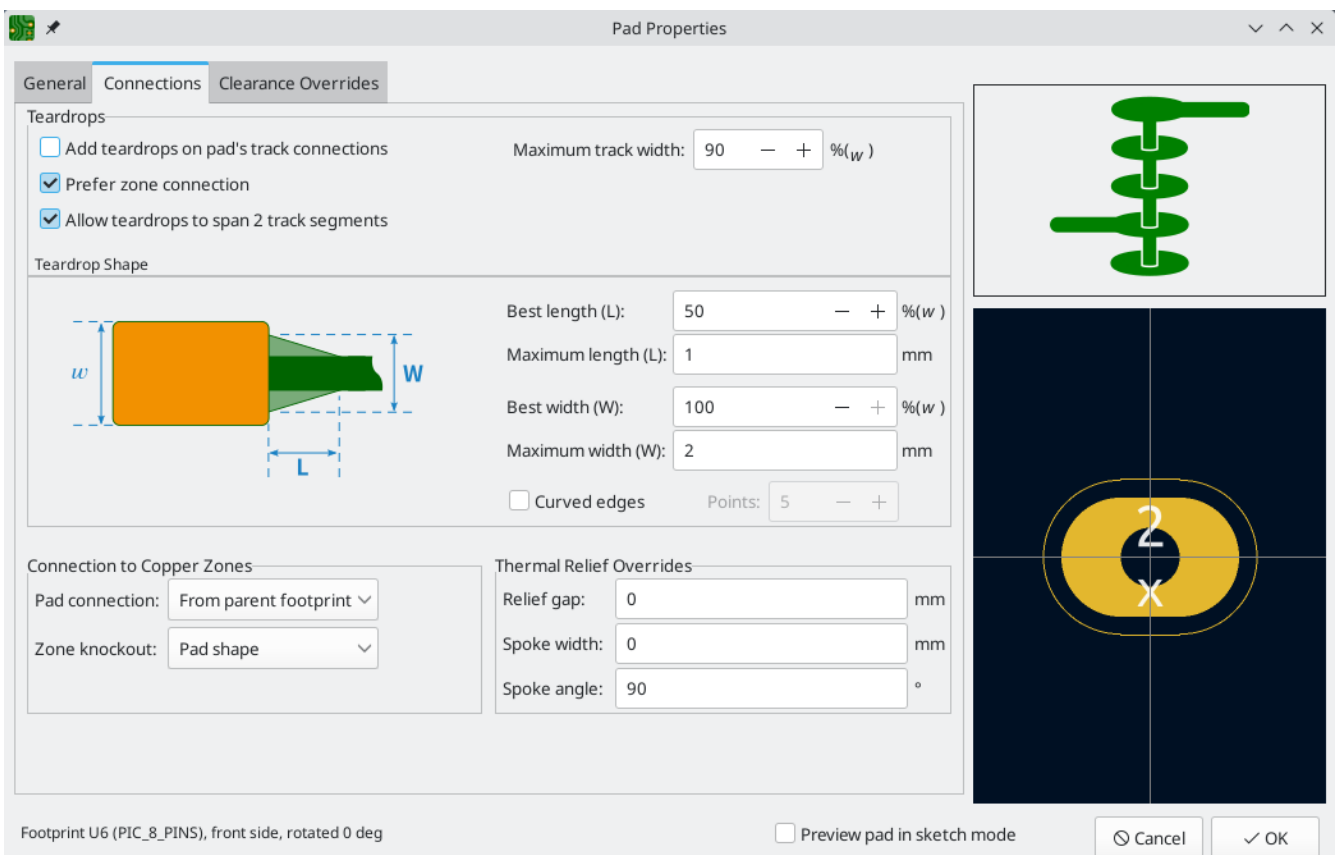 Pad Properties
General Connections Clearance Overrides
Teardrops
Add teardrops on pad's track connections
Maximum track width: 90 %(w)
Prefer zone connection
Allow teardrops to span 2 track segments
Teardrop Shape
Best length (L): 50 %(w)
Maximum length (L): 1 mm
w
W
L
Best width (W): 100 %(w)
Maximum width (W): 2 mm
Curved edges Points: 5
2
x
Connection to Copper Zones
Pad connection: From parent footprint
Zone knockout: Pad shape
Thermal Relief Overrides
Relief gap: 0 mm
Spoke width: 0 mm
Spoke angle: 90 °
Footprint U6 (PIC_8_PINS), front side, rotated 0 deg
Preview pad in sketch mode
Cancel
OK